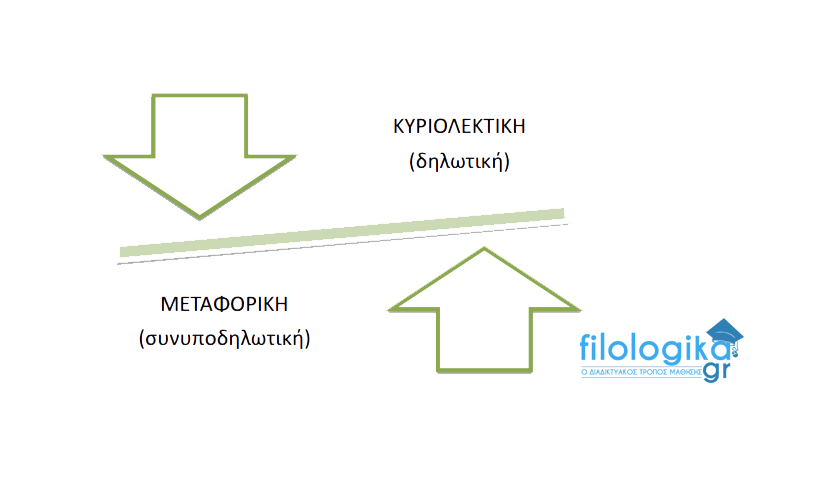 ΚΥΡΙΟΛΕΚΤΙΚΗ
(δηλωτική)
ΜΕΤΑΦΟΡΙΚΗ
(συνυποδηλωτική)
filologika
gr
Ο ΔΙΑΔΙΚΤΥΑΚΟΣ ΤΡΟΠΟΣ ΜΑΘΗΣΗΣ